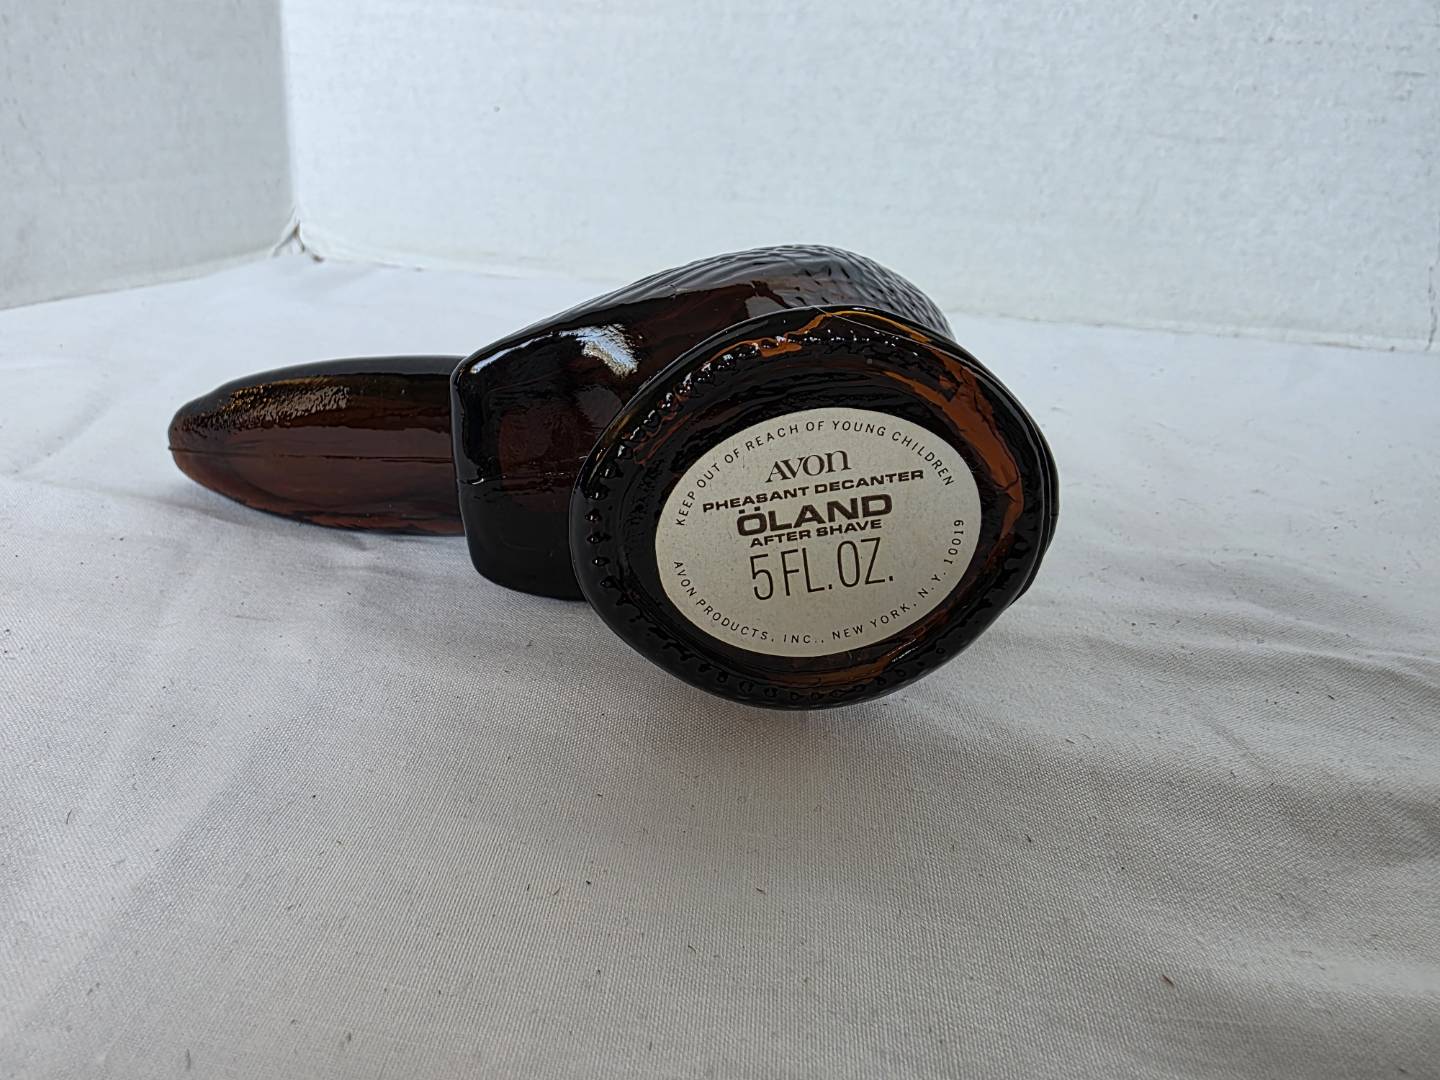 KEEP OUT OF REACH OF YOUNG CHILDREN
AVON
PHEASANT DECANTER
ÖLAND
AFTER SHAVE
5 FL. OZ.
AVON PRODUCTS, INC., NEW YORK, N.Y. 10019